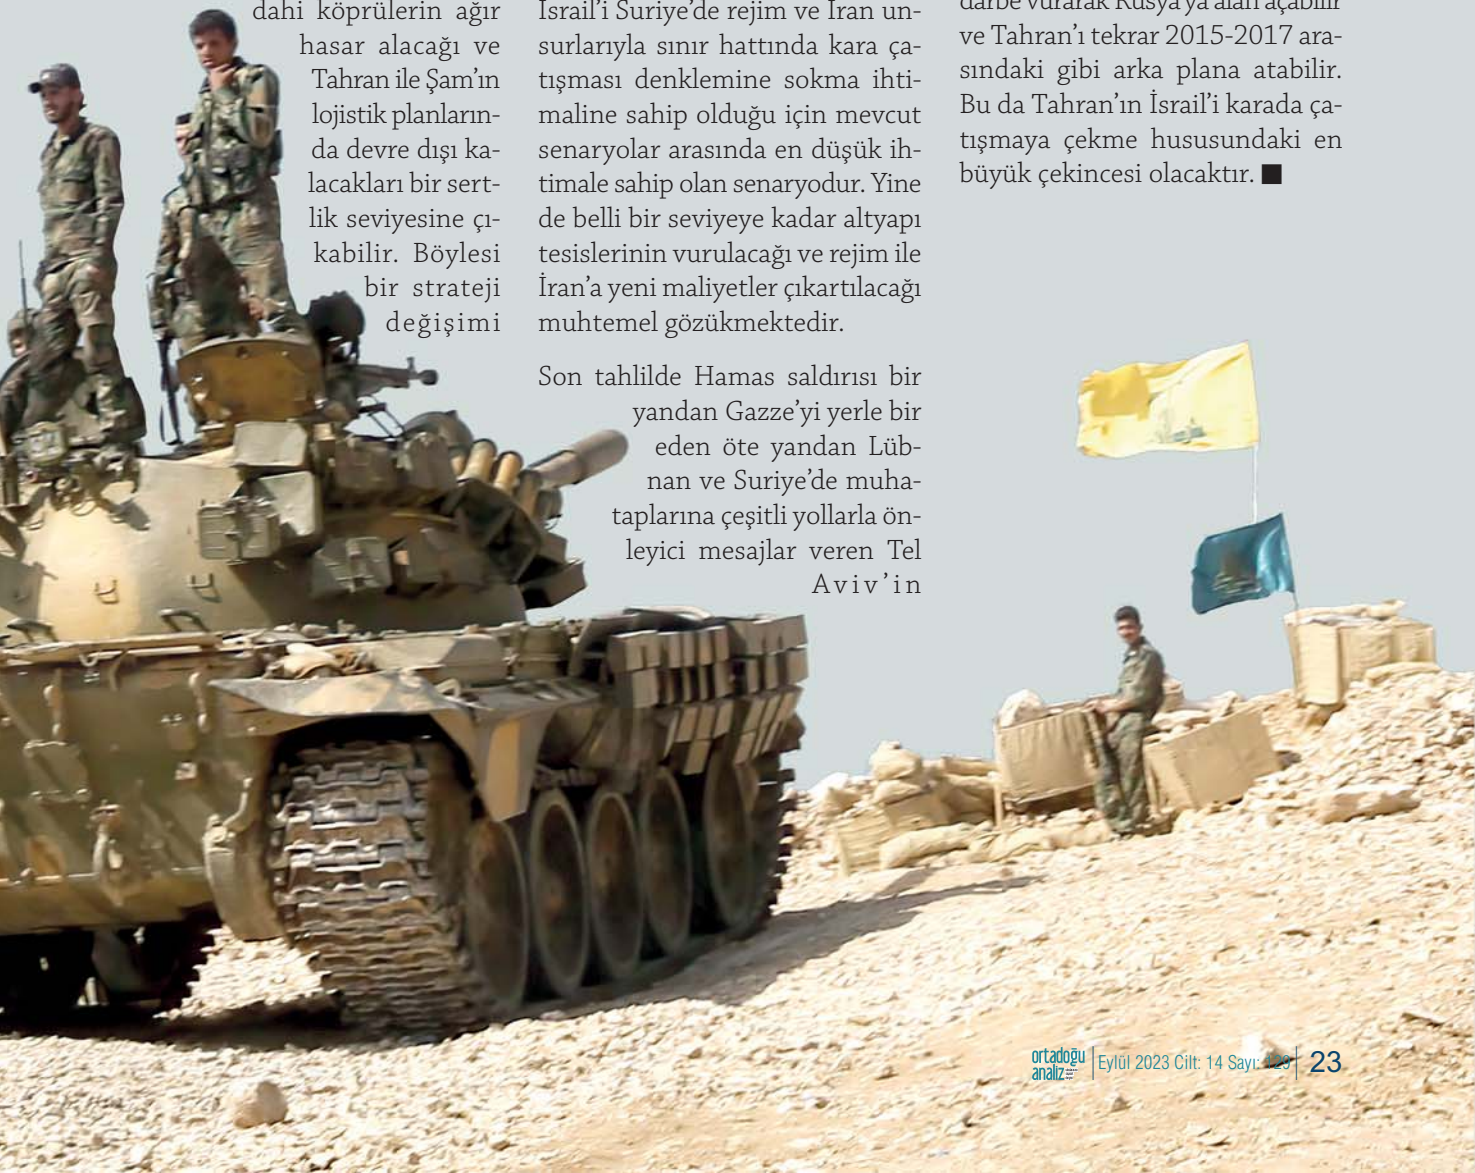 dahi köprülerin ağır
hasar alacağı ve
Tahran ile Şam’ın
lojistik planların-
da devre dışı ka-
lacakları bir sert-
lik seviyesine çı-
kabilir. Böylesi
bir strateji
değişimi
İsrail’i Suriye’de rejim ve İran un-
surlarıyla sınır hattında kara ça-
tışması denklemine sokma ihti-
maline sahip olduğu için mevcut
senaryolar arasında en düşük ih-
timale sahip olan senaryodur. Yine
de belli bir seviyeye kadar altyapı
tesislerinin vurulacağı ve rejim ile
İran’a yeni maliyetler çıkartılacağı
muhtemel gözükmektedir.
Son tahlilde Hamas saldırısı bir
yandan Gazze’yi yerle bir
eden öte yandan Lüb-
nan ve Suriye’de muha-
taplarına çeşitli yollarla ön-
leyici mesajlar veren Tel
Aviv’in
darbe vurarak Rusya’ya alan açabilir
ve Tahran’ı tekrar 2015-2017 ara-
sındaki gibi arka plana atabilir.
Bu da Tahran’ın İsrail’i karada ça-
tışmaya çekme hususundaki en
büyük çekincesi olacaktır. ■
ortadoğu
analiz
Eylül 2023 Cilt: 14 Sayı: 129
23